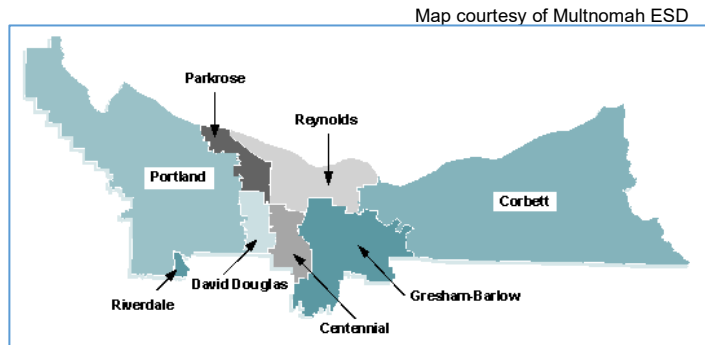 Map courtesy of Multnomah ESD
Parkrose
Reynolds
Portland
Corbett
David Douglas
Riverdale
Gresham-Barlow
Centennial